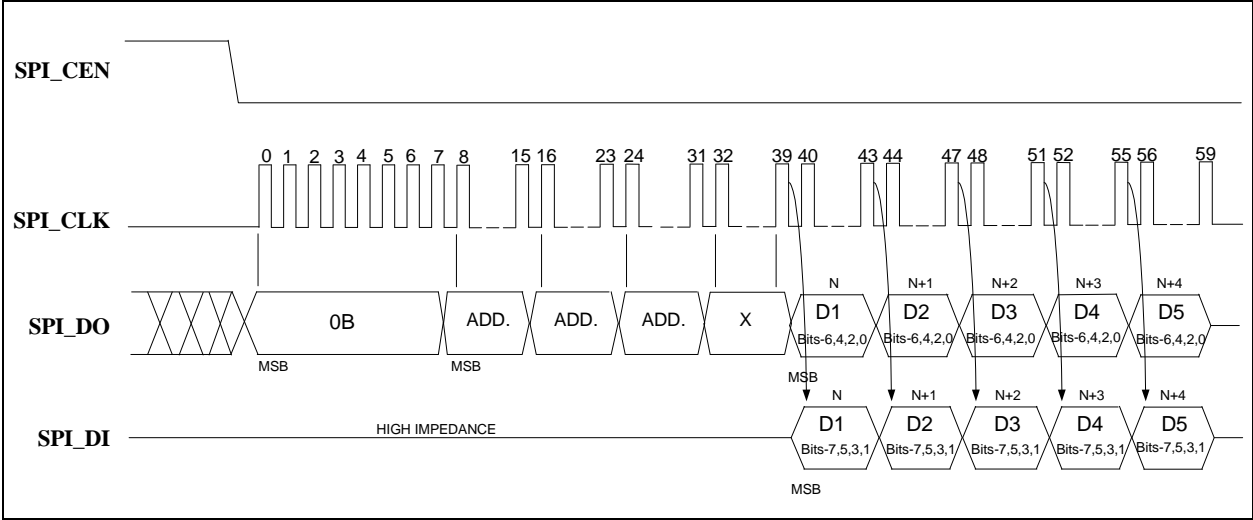 SPI_CEN
0 1 2 3 4 5 6 7 8 15 16 23 24 31 32 39 40 43 44 47 48 51 52 55 56 59
SPI_CLK
N N+1 N+2 N+3 N+4
SPI_DO
0B ADD. ADD. ADD. X D1 D2 D3 D4 D5
Bits-6,4,2,0 Bits-6,4,2,0 Bits-6,4,2,0 Bits-6,4,2,0 Bits-6,4,2,0
MSB MSB MSB
N N+1 N+2 N+3 N+4
SPI_DI
HIGH IMPEDANCE
D1 D2 D3 D4 D5
Bits-7,5,3,1 Bits-7,5,3,1 Bits-7,5,3,1 Bits-7,5,3,1 Bits-7,5,3,1
MSB